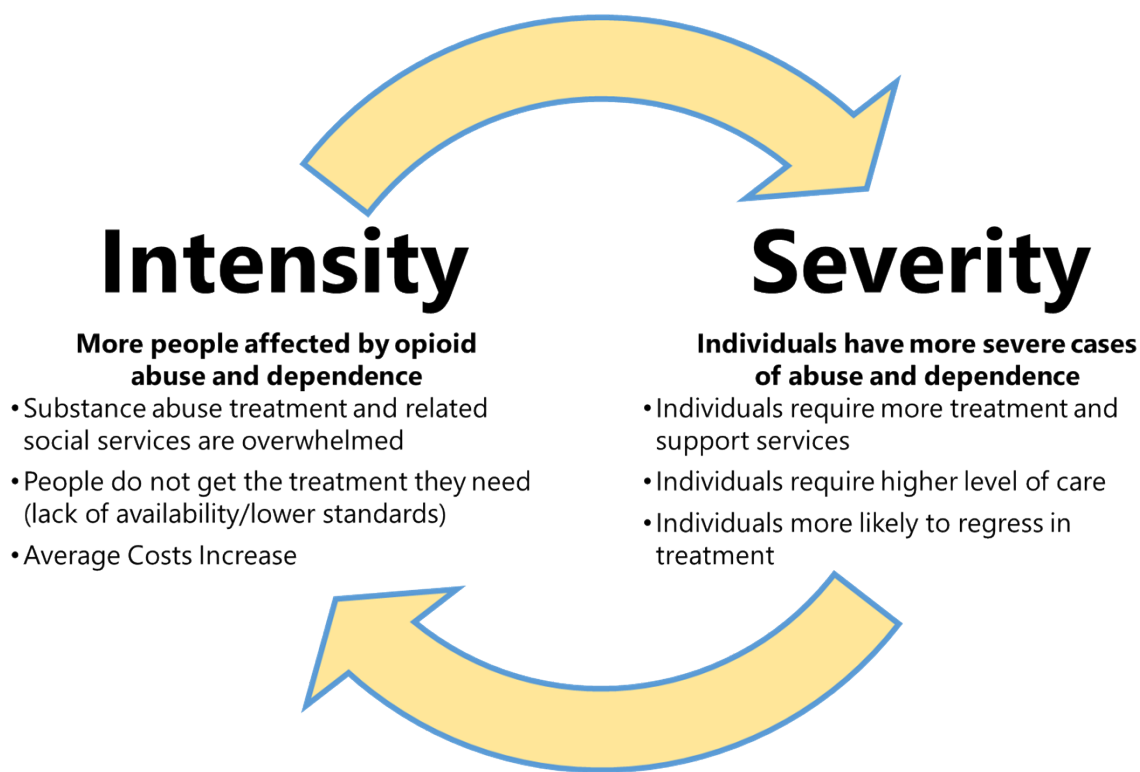 Intensity
More people affected by opioid
abuse and dependence
• Substance abuse treatment and related
social services are overwhelmed
• People do not get the treatment they need
(lack of availability/lower standards)
• Average Costs Increase
Severity
Individuals have more severe cases
of abuse and dependence
• Individuals require more treatment and
support services
• Individuals require higher level of care
• Individuals more likely to regress in
treatment